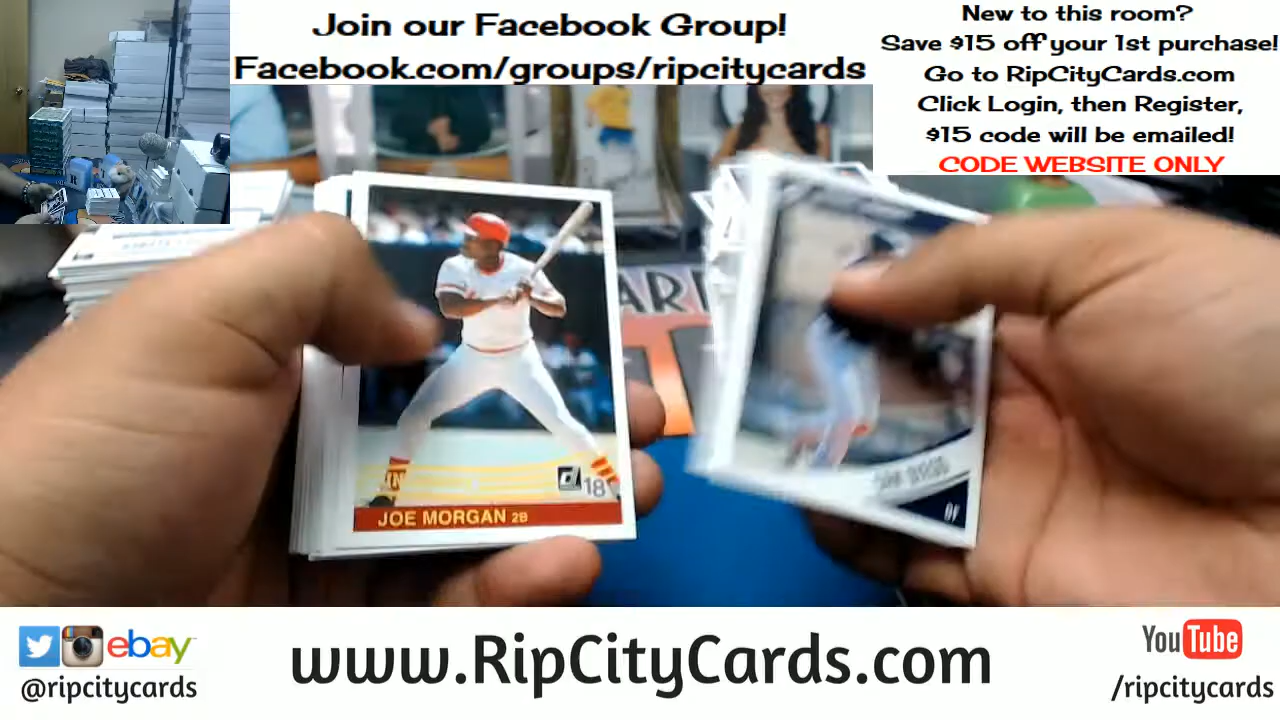 Join our Facebook Group!
Facebook.com/groups/ripcitycards
New to this room?
Save $15 off your 1st purchase!
Go to RipCityCards.com
Click Login, then Register,
$15 code will be emailed!
CODE WEBSITE ONLY
18
JOE MORGAN 2B
OF
ebay
@ripcitycards
www.RipCityCards.com
YouTube
/ripcitycards